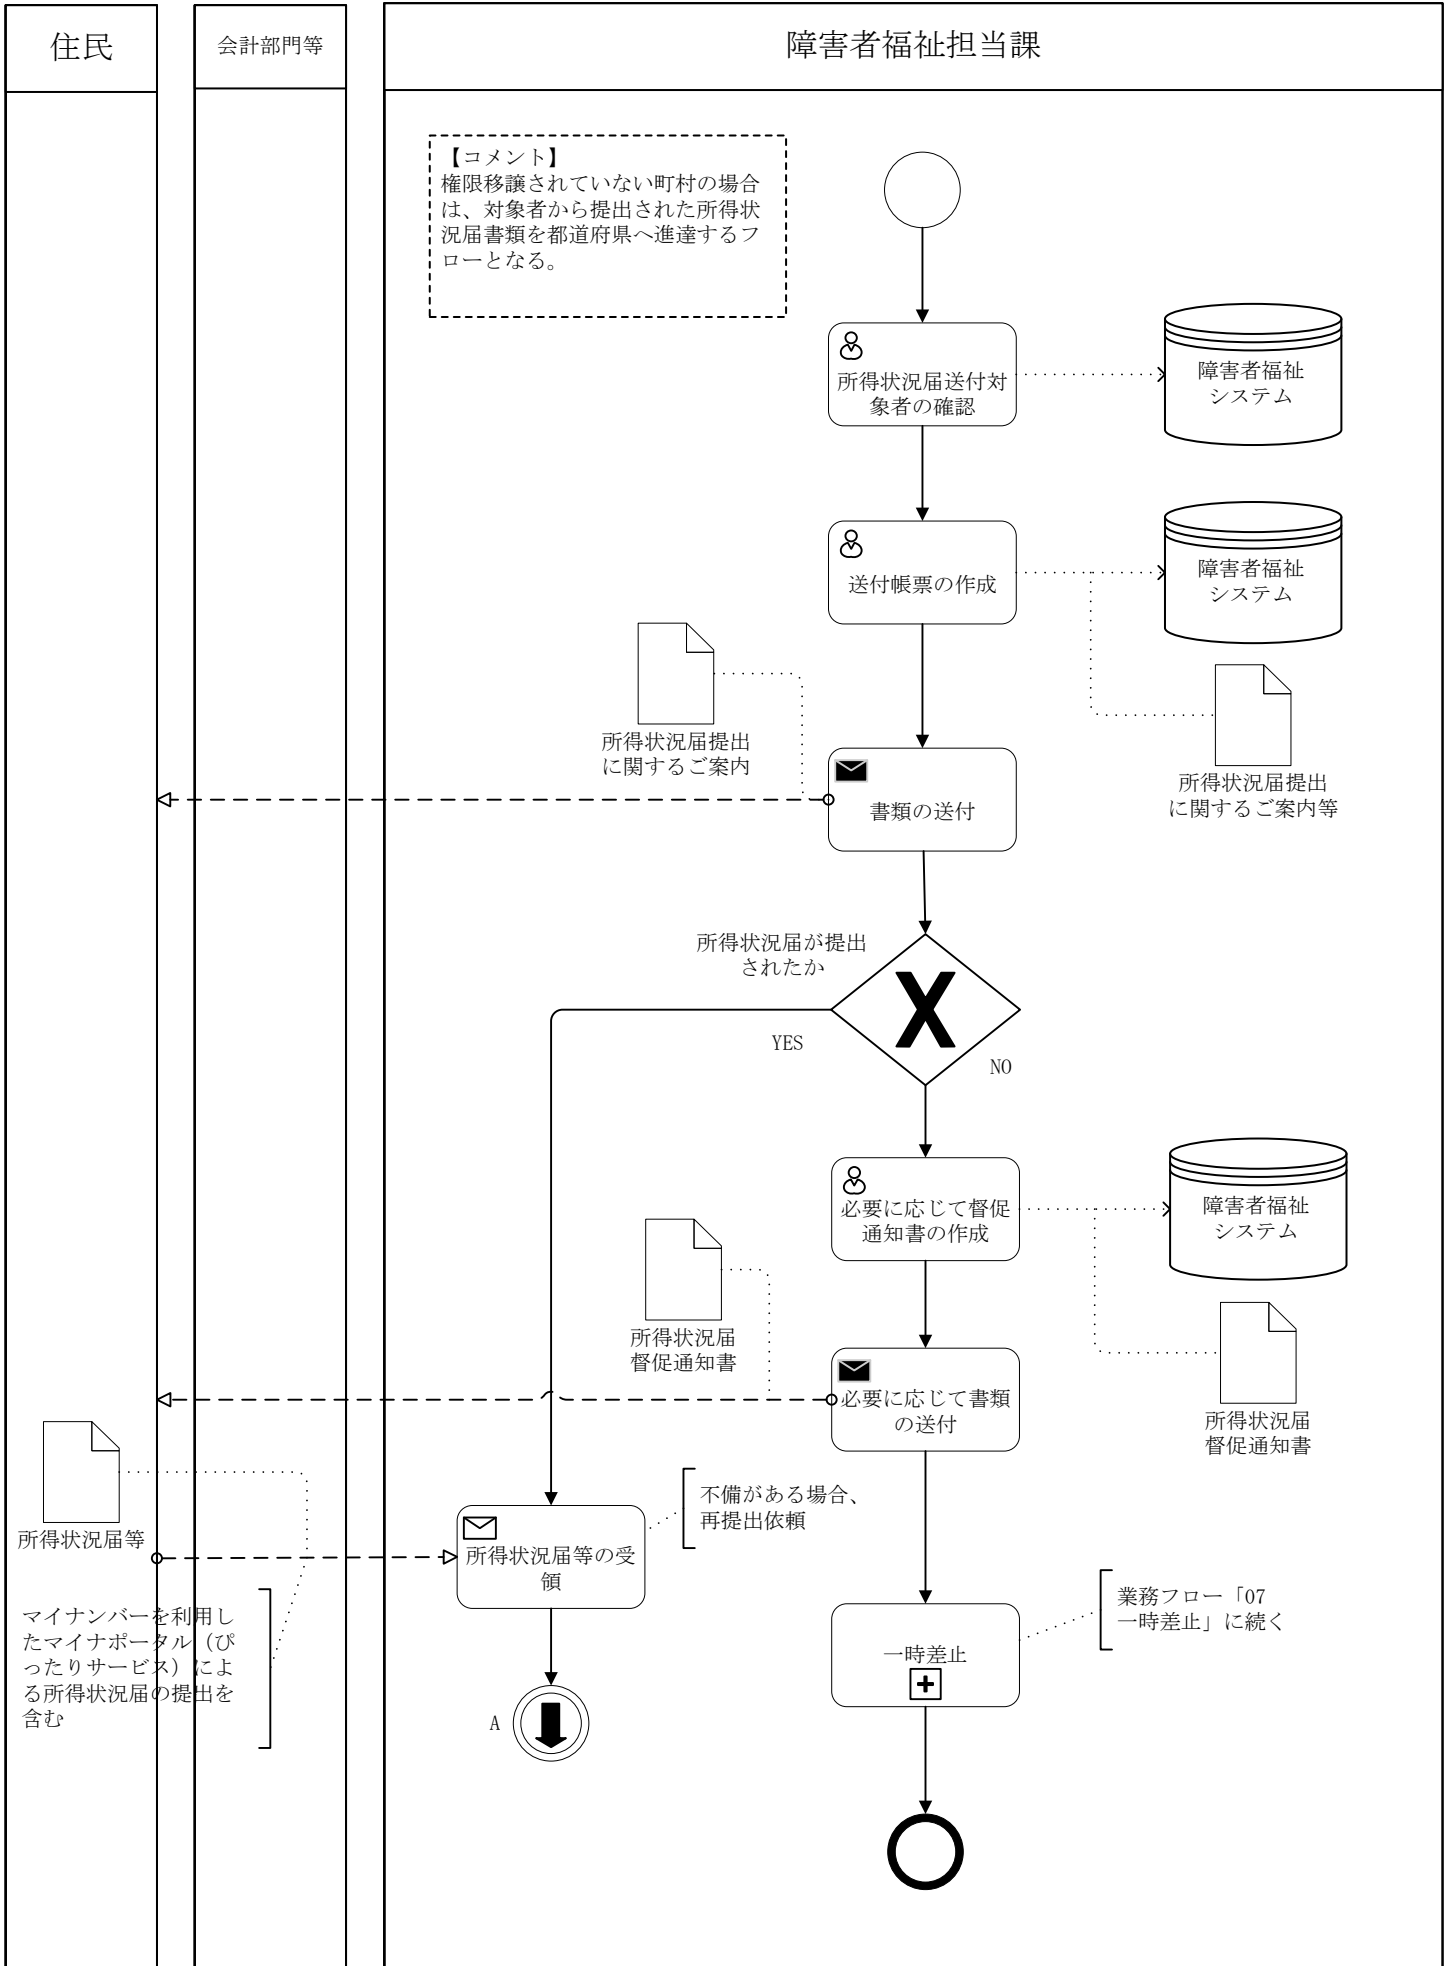 住民
会計部門等
障害者福祉担当課
【コメント】
権限移譲されていない町村の場合
は、対象者から提出された所得状
況届書類を都道府県へ進達するフ
ローとなる。
所得状況届送付対
象者の確認
障害者福祉
システム
送付帳票の作成
障害者福祉
システム
所得状況届提出
に関するご案内
所得状況届提出
に関するご案内等
書類の送付
所得状況届が提出
されたか
YES
NO
必要に応じて督促
通知書の作成
障害者福祉
システム
所得状況届
督促通知書
必要に応じて書類
の送付
所得状況届
督促通知書
所得状況届等
不備がある場合、
再提出依頼
所得状況届等の受
領
マイナンバーを利用し
たマイナポータル（ぴ
ったりサービス）によ
る所得状況届の提出を
含む
業務フロー「07
一時差止」に続く
一時差止
A